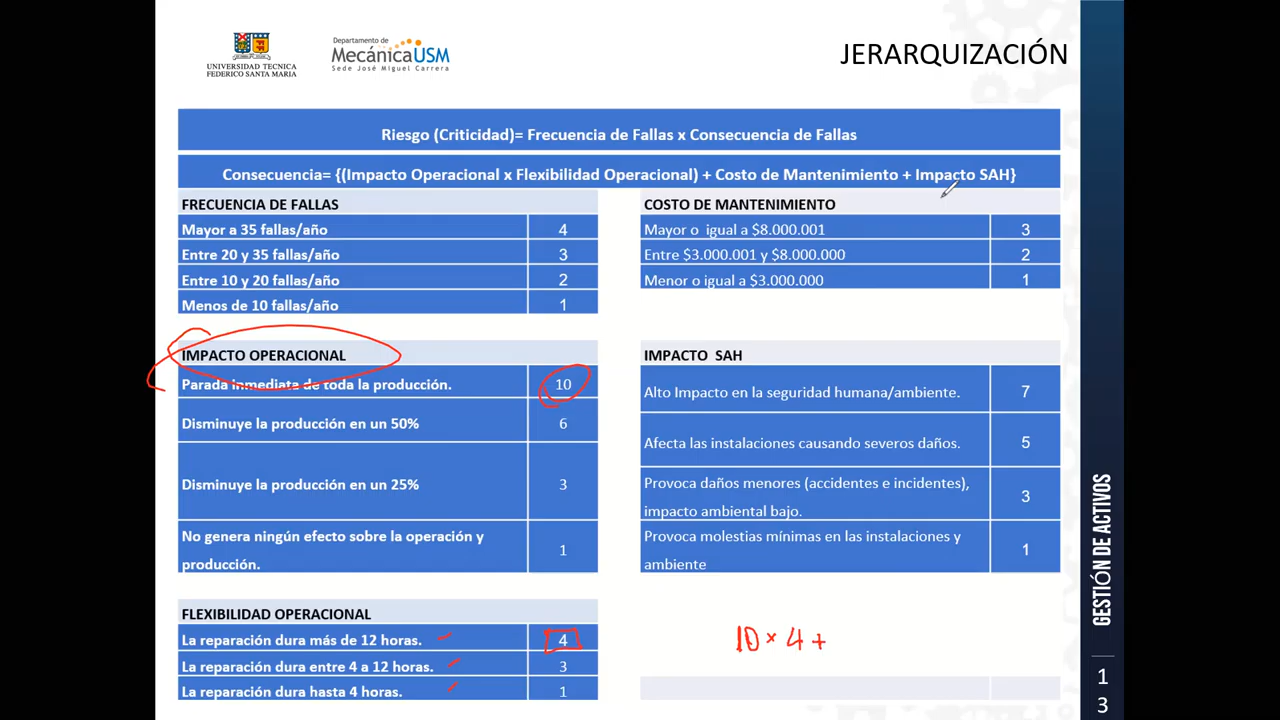 UNIVERSIDAD TECNICA
FEDERICO SANTA MARIA
Departamento de
MecánicaUSM
Sede José Miguel Carrera
JERARQUIZACIÓN
Riesgo (Criticidad)= Frecuencia de Fallas x Consecuencia de Fallas
Consecuencia= {(Impacto Operacional x Flexibilidad Operacional) + Costo de Mantenimiento + Impacto SAH}
FRECUENCIA DE FALLAS
Mayor a 35 fallas/año 4
Entre 20 y 35 fallas/año 3
Entre 10 y 20 fallas/año 2
Menos de 10 fallas/año 1
COSTO DE MANTENIMIENTO
Mayor o igual a $8.000.001 3
Entre $3.000.001 y $8.000.000 2
Menor o igual a $3.000.000 1
IMPACTO OPERACIONAL
Parada inmediata de toda la producción. 10
Disminuye la producción en un 50% 6
Disminuye la producción en un 25% 3
No genera ningún efecto sobre la operación y
producción. 1
IMPACTO SAH
Alto Impacto en la seguridad humana/ambiente. 7
Afecta las instalaciones causando severos daños. 5
Provoca daños menores (accidentes e incidentes),
impacto ambiental bajo. 3
Provoca molestias mínimas en las instalaciones y
ambiente 1
FLEXIBILIDAD OPERACIONAL
La reparación dura más de 12 horas. 4
La reparación dura entre 4 a 12 horas. 3
La reparación dura hasta 4 horas. 1
10 × 4 +
GESTIÓN DE ACTIVOS
1
3